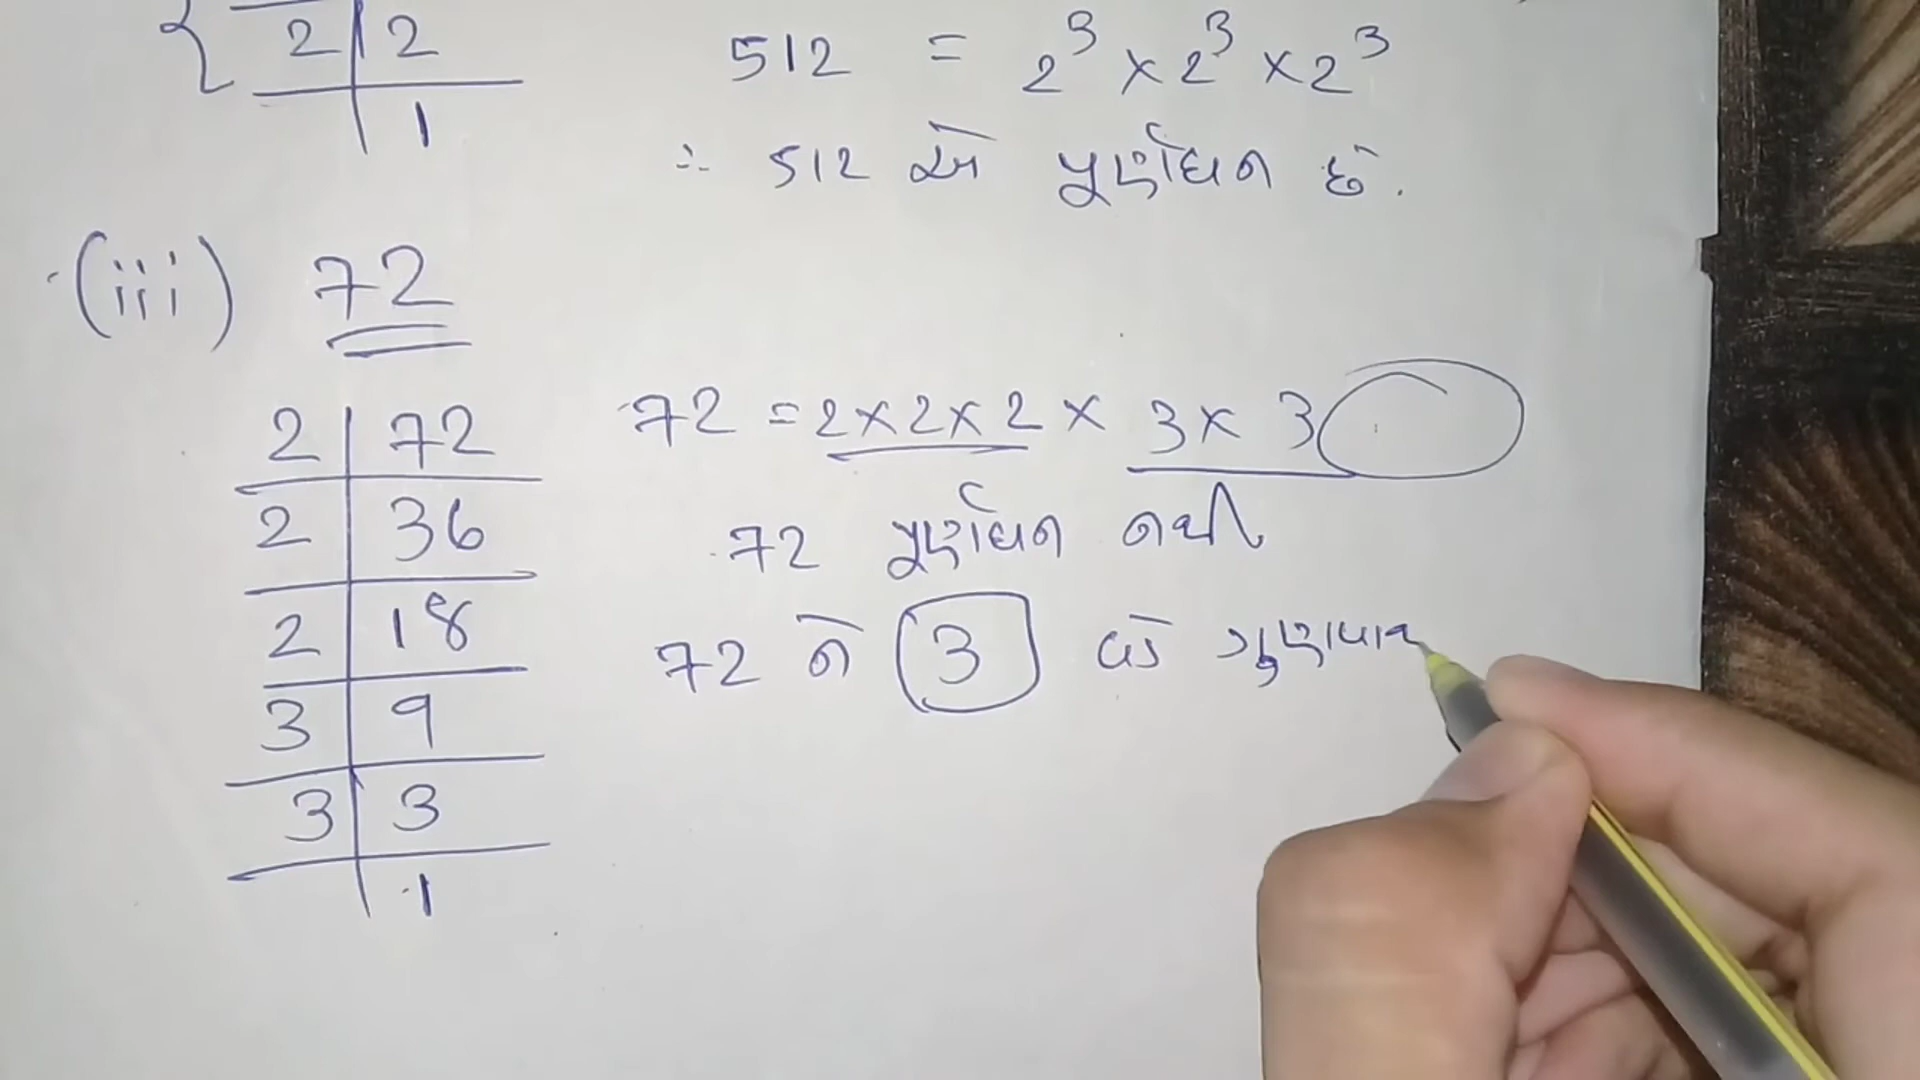 2 | 2
1
512 = 2³ × 2³ × 2³
∴ 512 એ પૂર્ણઘન છે.
(iii) 72
2 | 72
2 | 36
2 | 18
3 | 9
3 | 3
1
72 = 2 × 2 × 2 × 3 × 3
72 પૂર્ણઘન નથી
72 ને 3 વડે ગુણવાન